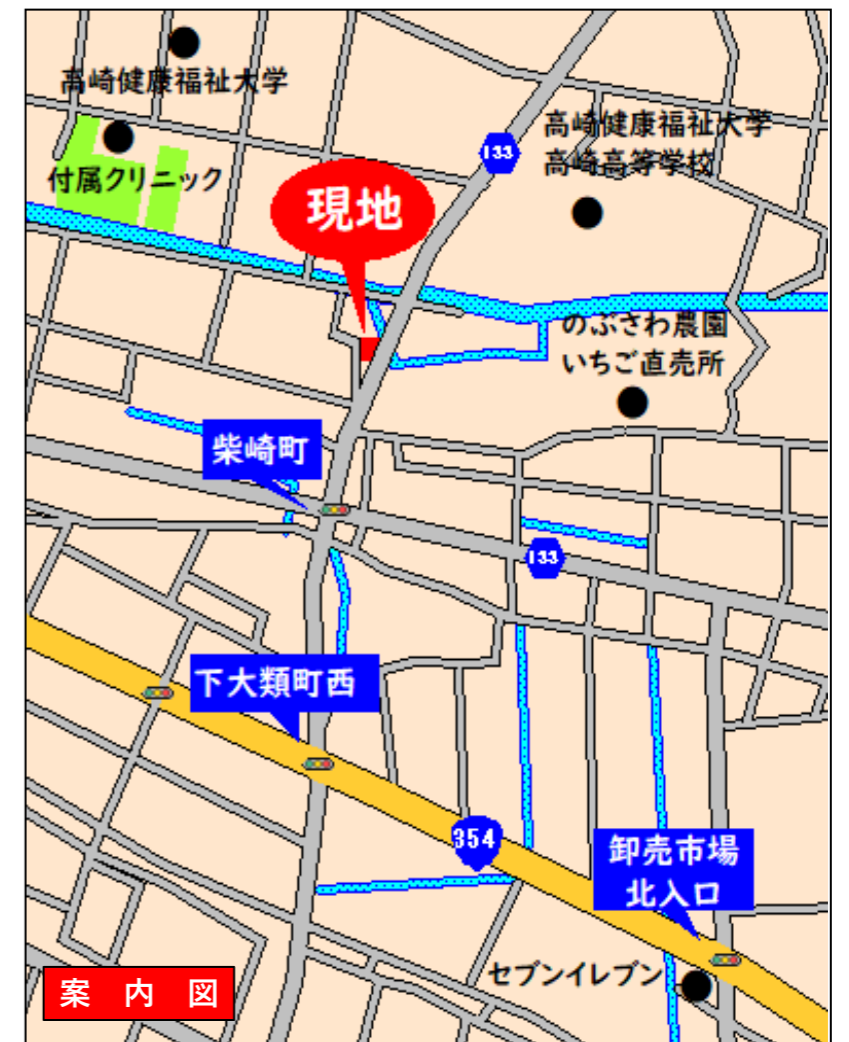 高崎健康福祉大学
付属クリニック
133
高崎健康福祉大学
高崎高等学校
現地
のぶさわ農園
いちご直売所
柴崎町
133
下大類町西
354
卸売市場
北入口
セブンイレブン
案 内 図